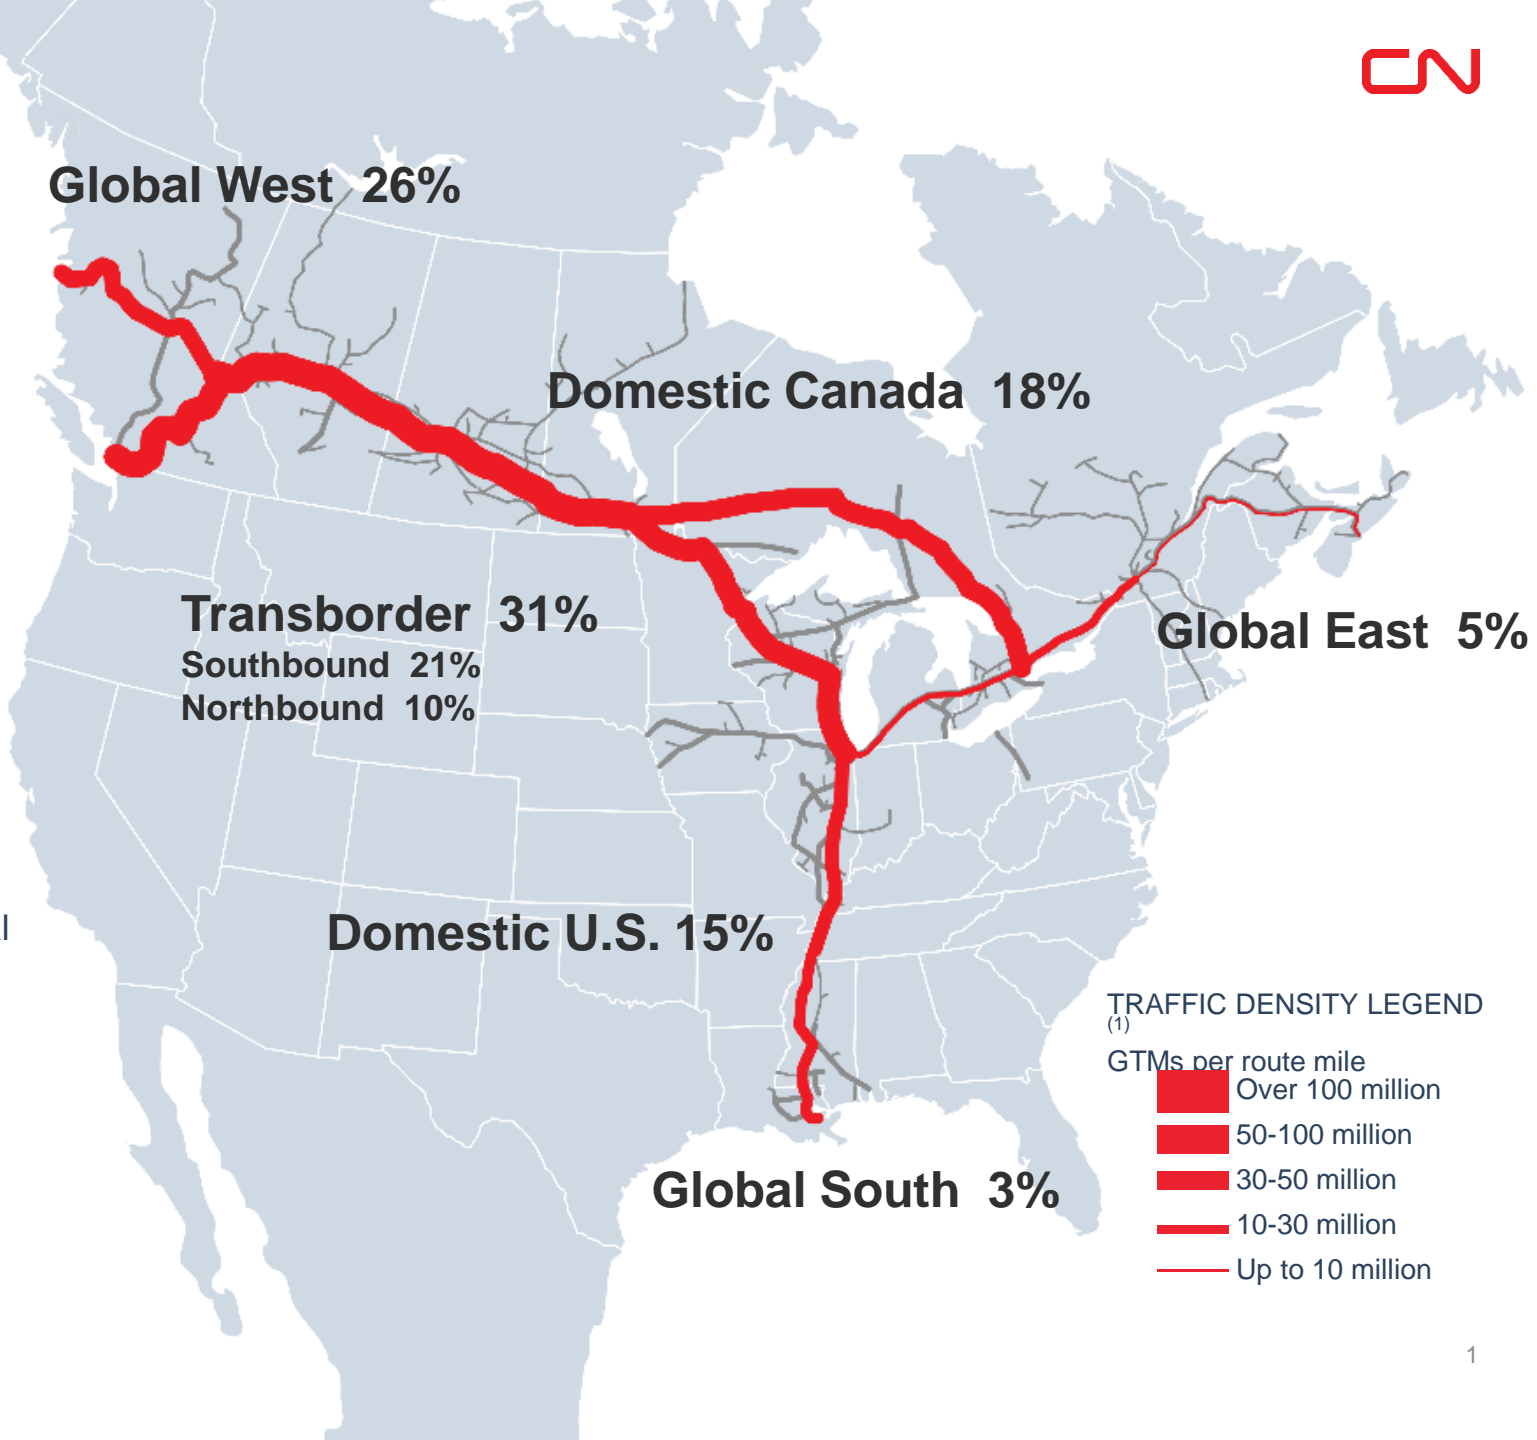 CN
Global West 26%
Domestic Canada 18%
Transborder 31%
Southbound 21%
Northbound 10%
Global East 5%
Domestic U.S. 15%
TRAFFIC DENSITY LEGEND
(1)
GTMs per route mile
Over 100 million
50-100 million
30-50 million
10-30 million
Up to 10 million
Global South 3%
1